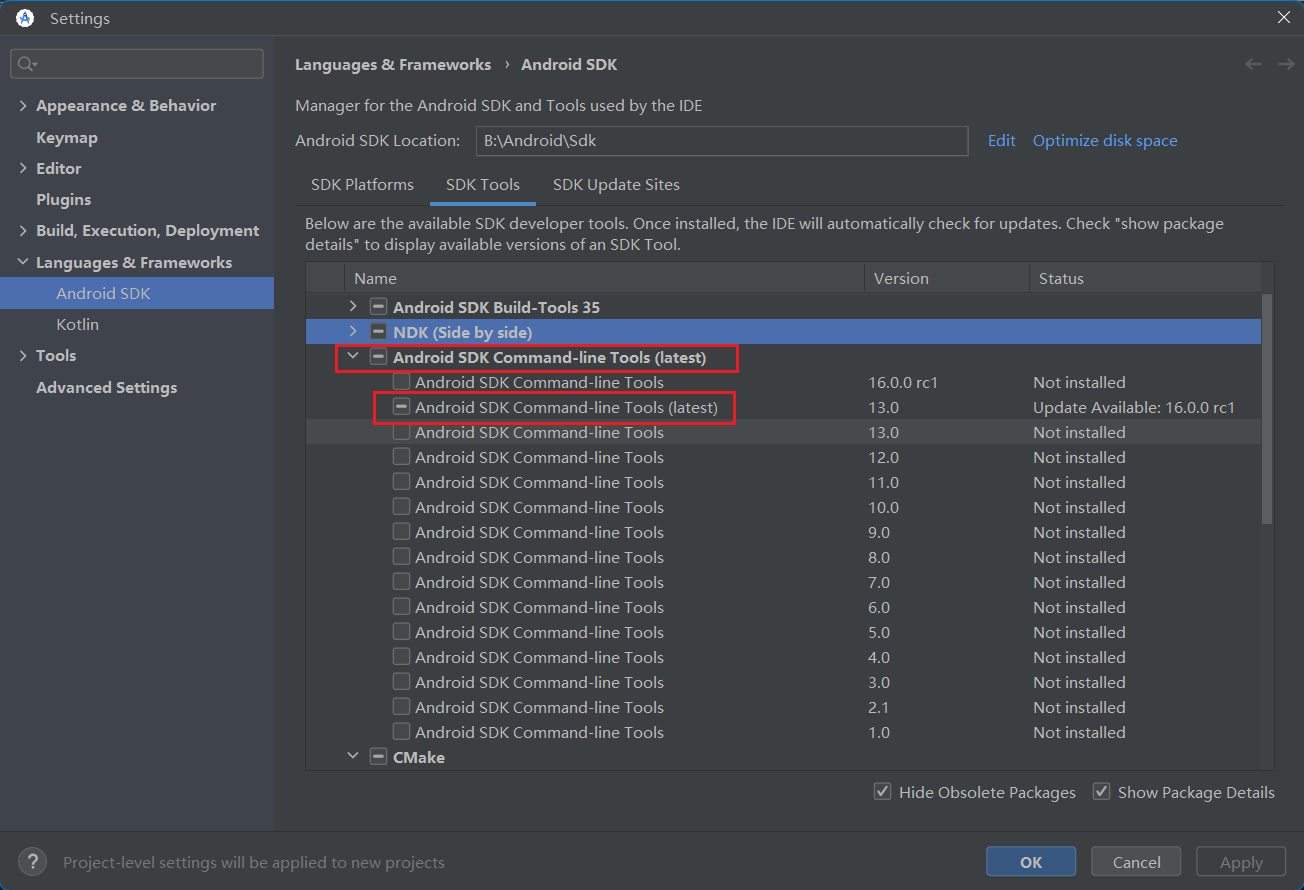 Settings
Languages & Frameworks › Android SDK
Appearance & Behavior
Keymap
Editor
Plugins
Build, Execution, Deployment
Languages & Frameworks
Android SDK
Kotlin
Tools
Advanced Settings
Manager for the Android SDK and Tools used by the IDE
Android SDK Location: B:\Android\Sdk Edit Optimize disk space
SDK Platforms SDK Tools SDK Update Sites
Below are the available SDK developer tools. Once installed, the IDE will automatically check for updates. Check "show package
details" to display available versions of an SDK Tool.
Name Version Status
Android SDK Build-Tools 35
NDK (Side by side)
Android SDK Command-line Tools (latest)
Android SDK Command-line Tools 16.0.0 rc1 Not installed
Android SDK Command-line Tools (latest) 13.0 Update Available: 16.0.0 rc1
Android SDK Command-line Tools 13.0 Not installed
Android SDK Command-line Tools 12.0 Not installed
Android SDK Command-line Tools 11.0 Not installed
Android SDK Command-line Tools 10.0 Not installed
Android SDK Command-line Tools 9.0 Not installed
Android SDK Command-line Tools 8.0 Not installed
Android SDK Command-line Tools 7.0 Not installed
Android SDK Command-line Tools 6.0 Not installed
Android SDK Command-line Tools 5.0 Not installed
Android SDK Command-line Tools 4.0 Not installed
Android SDK Command-line Tools 3.0 Not installed
Android SDK Command-line Tools 2.1 Not installed
Android SDK Command-line Tools 1.0 Not installed
CMake
Hide Obsolete Packages Show Package Details
? Project-level settings will be applied to new projects
OK Cancel Apply